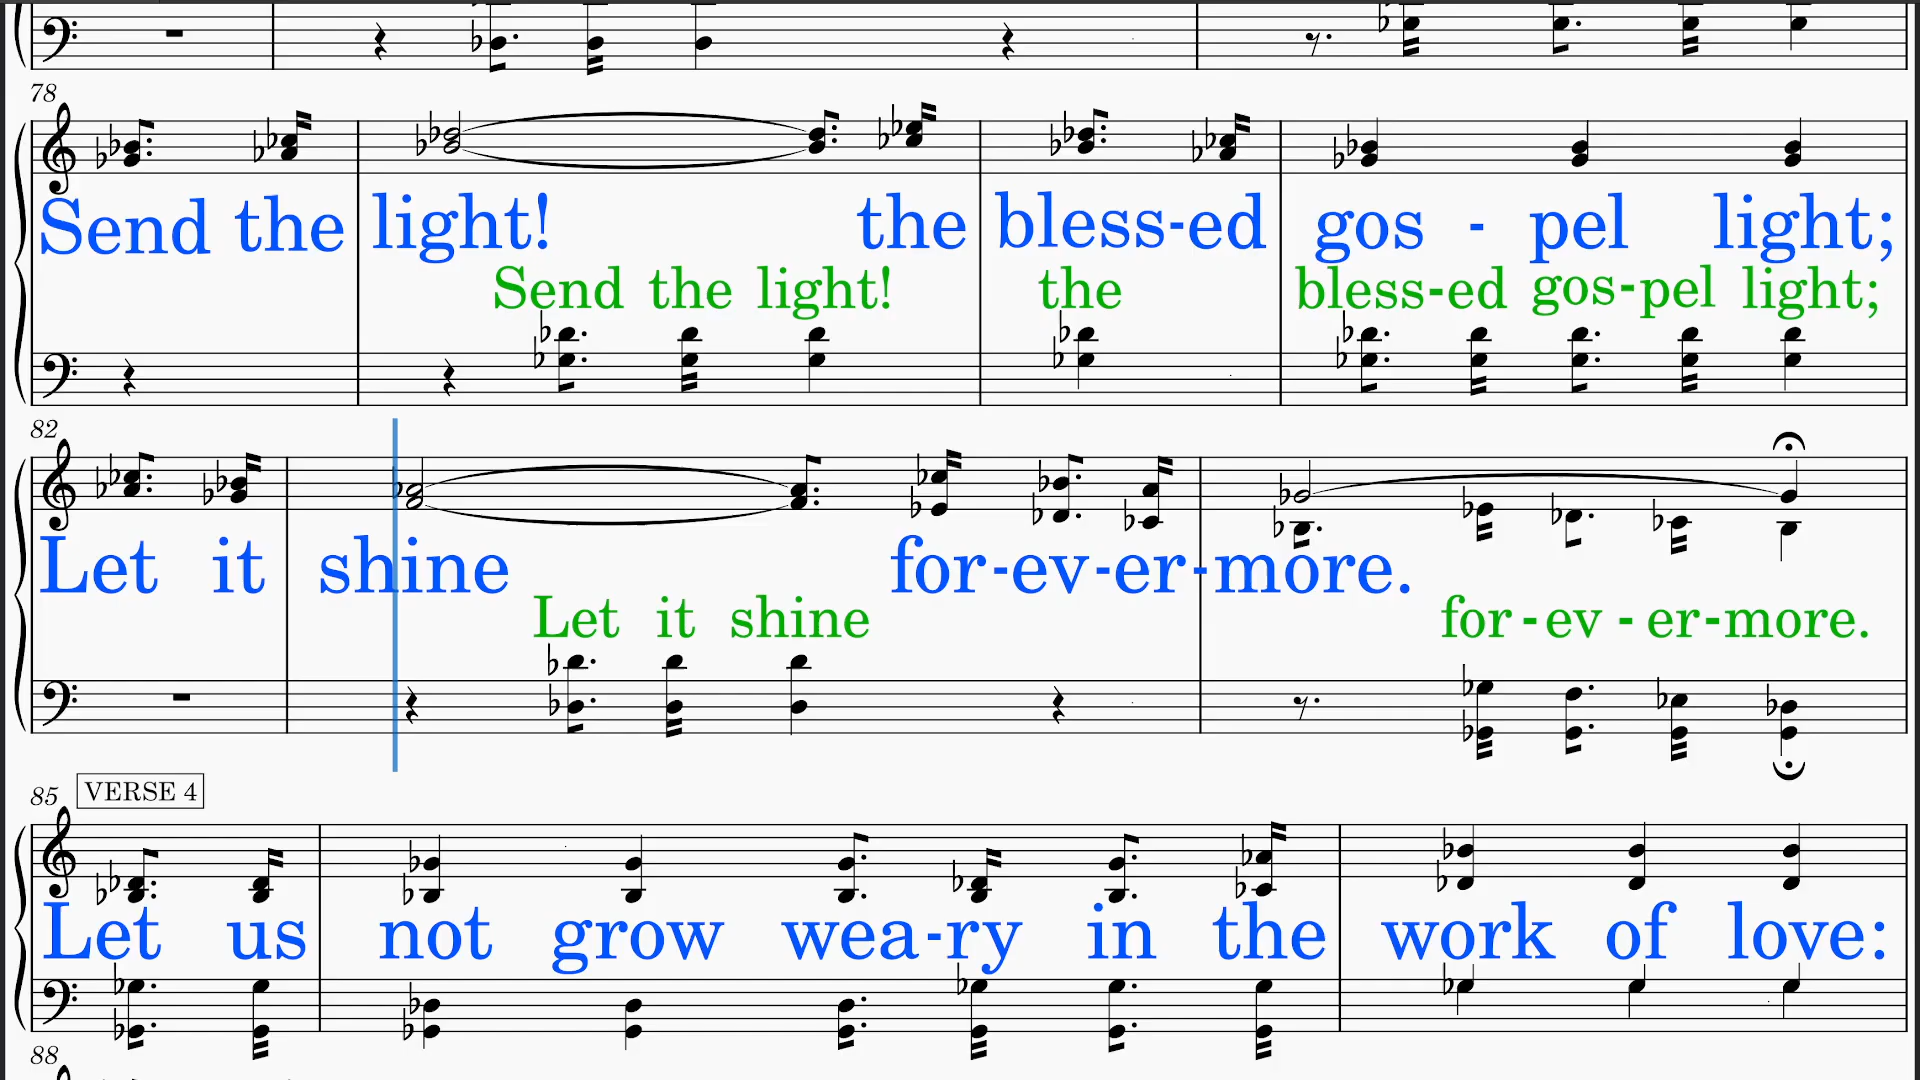 78
Send the light! the bless-ed gos - pel light;
Send the light! the bless-ed gos-pel light;
82
Let it shine for-ev-er-more.
Let it shine for-ev - er-more.
85 VERSE 4
Let us not grow wea-ry in the work of love:
88